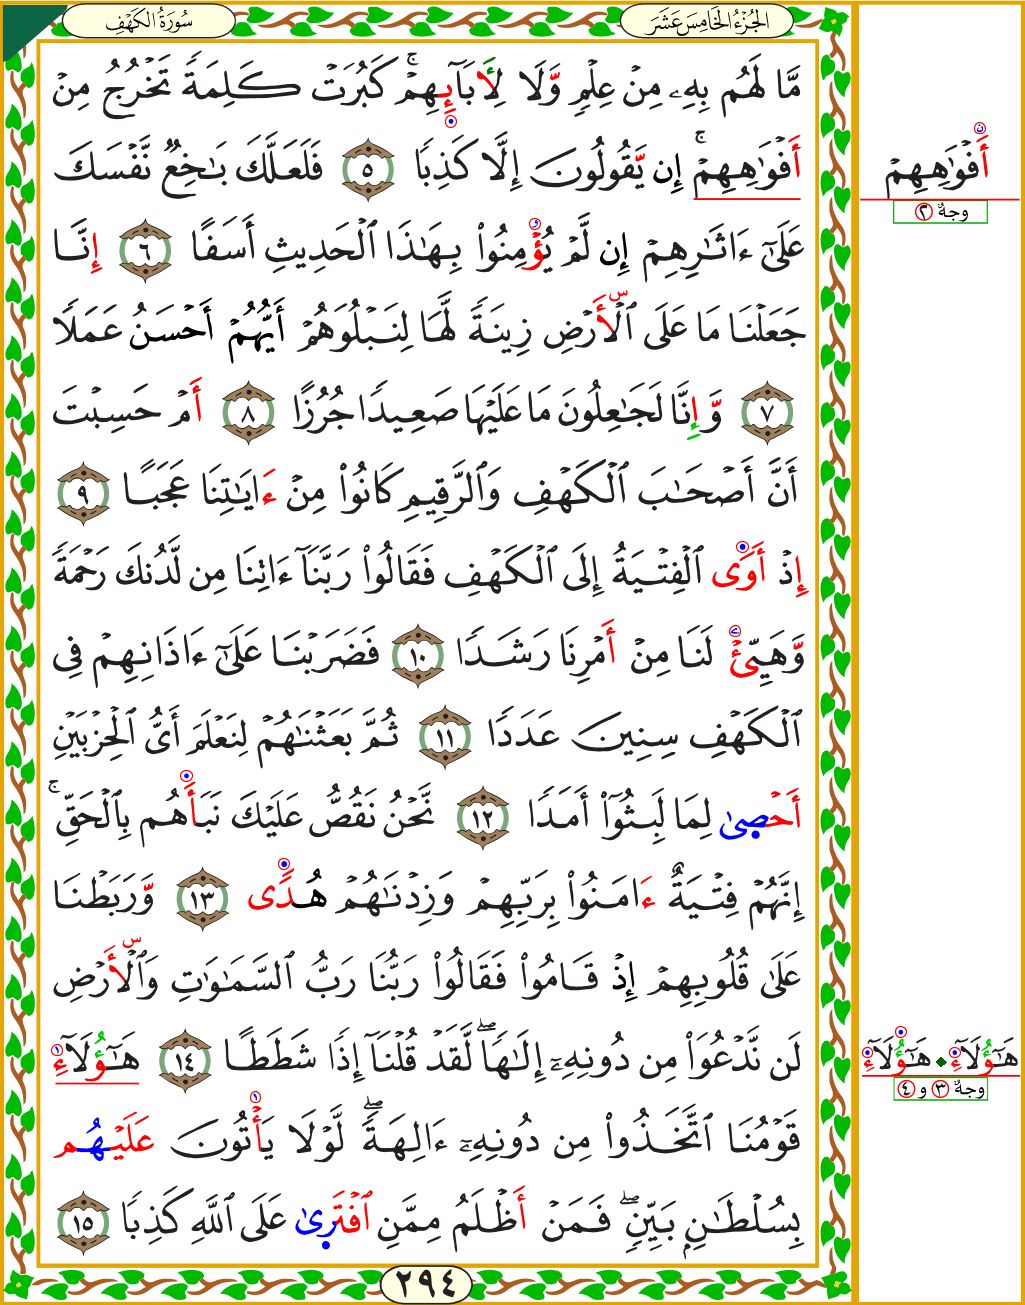 سُورَةُ الكَهْفِ
الجُزْءُ الخَامِسَ عَشَرَ
مَّا لَهُم بِهِۦ مِنْ عِلْمٍ وَّلَا لِأَبَآئِهِمْ ۚ كَبُرَتْ كَلِمَةً تَخْرُجُ مِنْ
أَفْوَٰهِهِمْ ۚ إِن يَّقُولُونَ إِلَّا كَذِبًا ٥ فَلَعَلَّكَ بَٰخِعٌ نَّفْسَكَ
عَلَىٰٓ ءَاثَٰرِهِمْ إِن لَّمْ يُؤْمِنُوا۟ بِهَٰذَا ٱلْحَدِيثِ أَسَفًا ٦ إِنَّا
جَعَلْنَا مَا عَلَى ٱلْأَرْضِ زِينَةً لَّهَا لِنَبْلُوَهُمْ أَيُّهُمْ أَحْسَنُ عَمَلًا
٧ وَّإِنَّا لَجَٰعِلُونَ مَا عَلَيْهَا صَعِيدًا جُرُزًا ٨ أَمْ حَسِبْتَ
أَنَّ أَصْحَٰبَ ٱلْكَهْفِ وَٱلرَّقِيمِ كَانُوا۟ مِنْ ءَايَٰتِنَا عَجَبًا ٩
إِذْ أَوَى ٱلْفِتْيَةُ إِلَى ٱلْكَهْفِ فَقَالُوا۟ رَبَّنَآ ءَاتِنَا مِن لَّدُنكَ رَحْمَةً
وَّهَيِّئْ لَنَا مِنْ أَمْرِنَا رَشَدًا ١٠ فَضَرَبْنَا عَلَىٰٓ ءَاذَانِهِمْ فِى
ٱلْكَهْفِ سِنِينَ عَدَدًا ١١ ثُمَّ بَعَثْنَٰهُمْ لِنَعْلَمَ أَىُّ ٱلْحِزْبَيْنِ
أَحْصِىٰ لِمَا لَبِثُوٓا۟ أَمَدًا ١٢ نَّحْنُ نَقُصُّ عَلَيْكَ نَبَأَهُم بِٱلْحَقِّ ۚ
إِنَّهُمْ فِتْيَةٌ ءَامَنُوا۟ بِرَبِّهِمْ وَزِدْنَٰهُمْ هُدًى ١٣ وَّرَبَطْنَا
عَلَىٰ قُلُوبِهِمْ إِذْ قَامُوا۟ فَقَالُوا۟ رَبُّنَا رَبُّ ٱلسَّمَٰوَٰتِ وَٱلْأَرْضِ
لَن نَّدْعُوَا۟ مِن دُونِهِۦٓ إِلَٰهًا ۖ لَّقَدْ قُلْنَآ إِذًا شَطَطًا ١٤ هَٰٓؤُلَآءِ
قَوْمُنَا ٱتَّخَذُوا۟ مِن دُونِهِۦٓ ءَالِهَةً ۖ لَّوْلَا يَأْتُونَ عَلَيْهُم
بِسُلْطَٰنٍۭ بَيِّنٍ ۖ فَمَنْ أَظْلَمُ مِمَّنِ ٱفْتَرِىٰ عَلَى ٱللَّهِ كَذِبًا ١٥
٢٩٤
أَفْوَٰهِهِمْ
وجهٌ ٢
هَٰٓؤُلَآءِ • هَٰٓؤُلَآءِ
وجهٌ ٣ و ٤